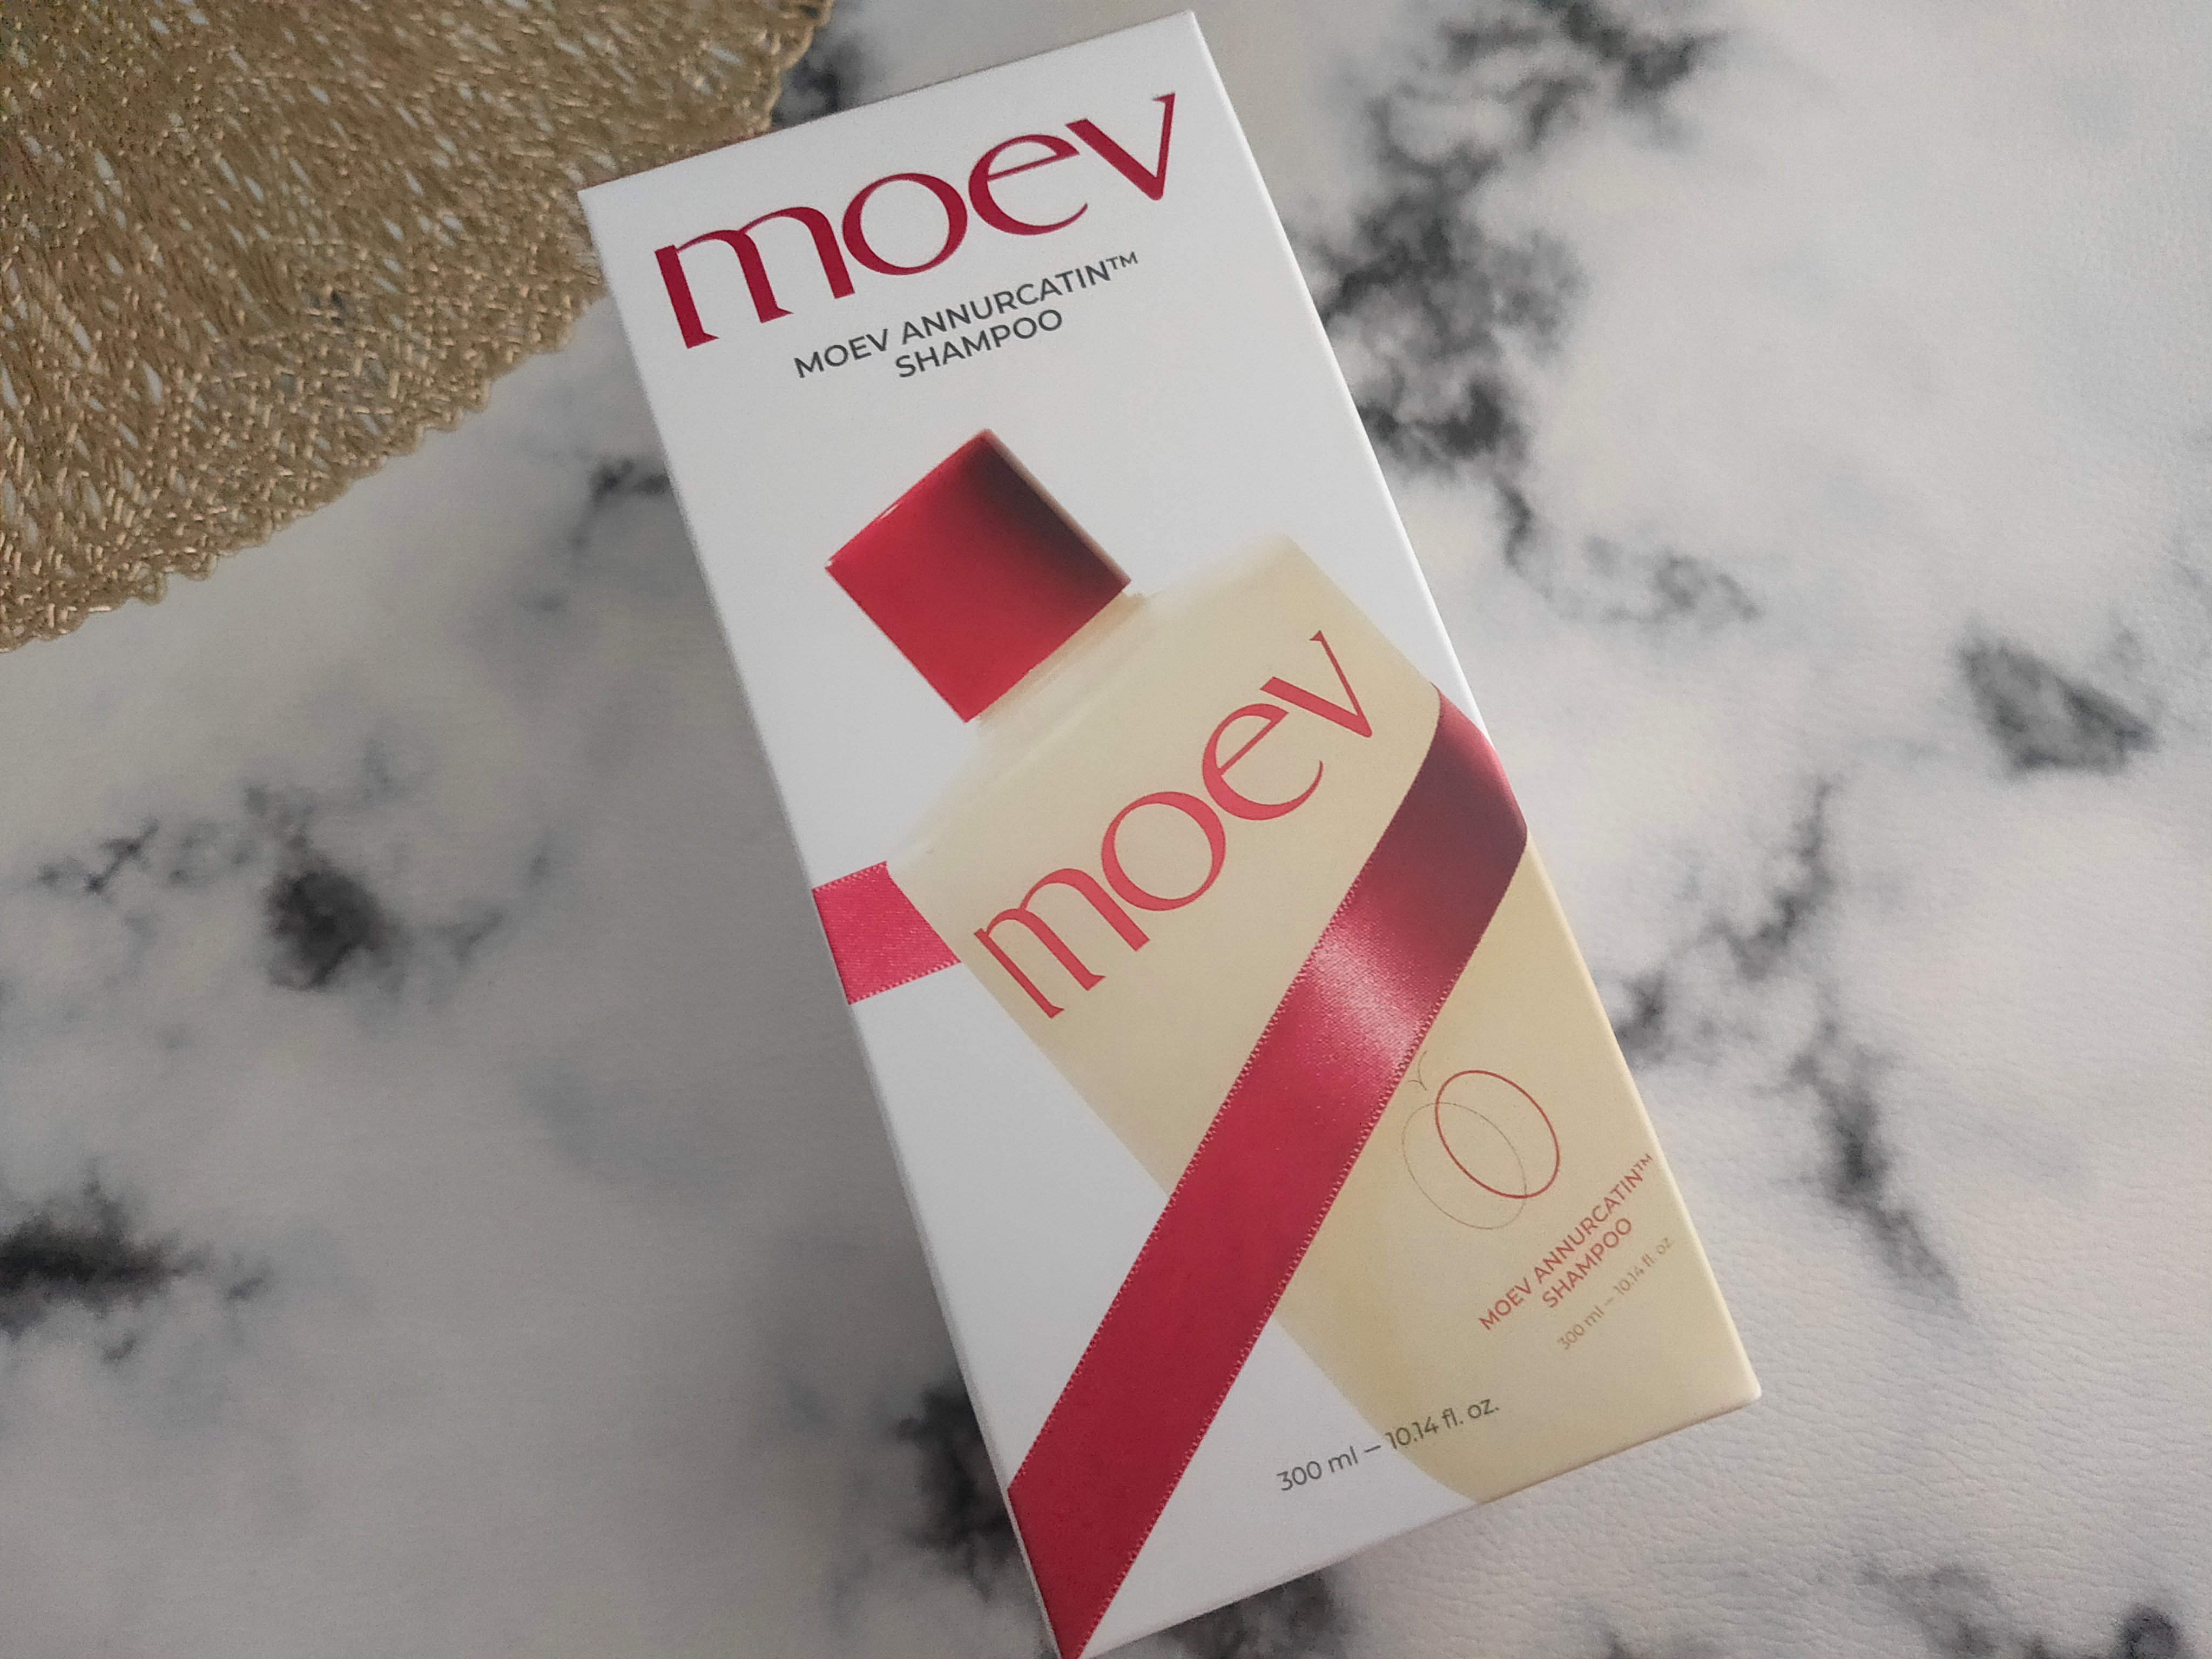 moev
MOEV ANNURCATIN™
SHAMPOO
moev
MOEV ANNURCATIN™
SHAMPOO
300 ml – 10.14 fl. oz.
300 ml – 10.14 fl. oz.